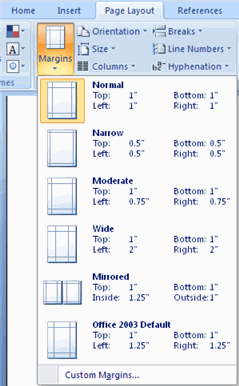 Home Insert Page Layout References
Margins
Orientation Breaks
Size Line Numbers
Columns Hyphenation
Normal
Top: 1" Bottom: 1"
Left: 1" Right: 1"
Narrow
Top: 0.5" Bottom: 0.5"
Left: 0.5" Right: 0.5"
Moderate
Top: 1" Bottom: 1"
Left: 0.75" Right: 0.75"
Wide
Top: 1" Bottom: 1"
Left: 2" Right: 2"
Mirrored
Top: 1" Bottom: 1"
Inside: 1.25" Outside: 1"
Office 2003 Default
Top: 1" Bottom: 1"
Left: 1.25" Right: 1.25"
Custom Margins...